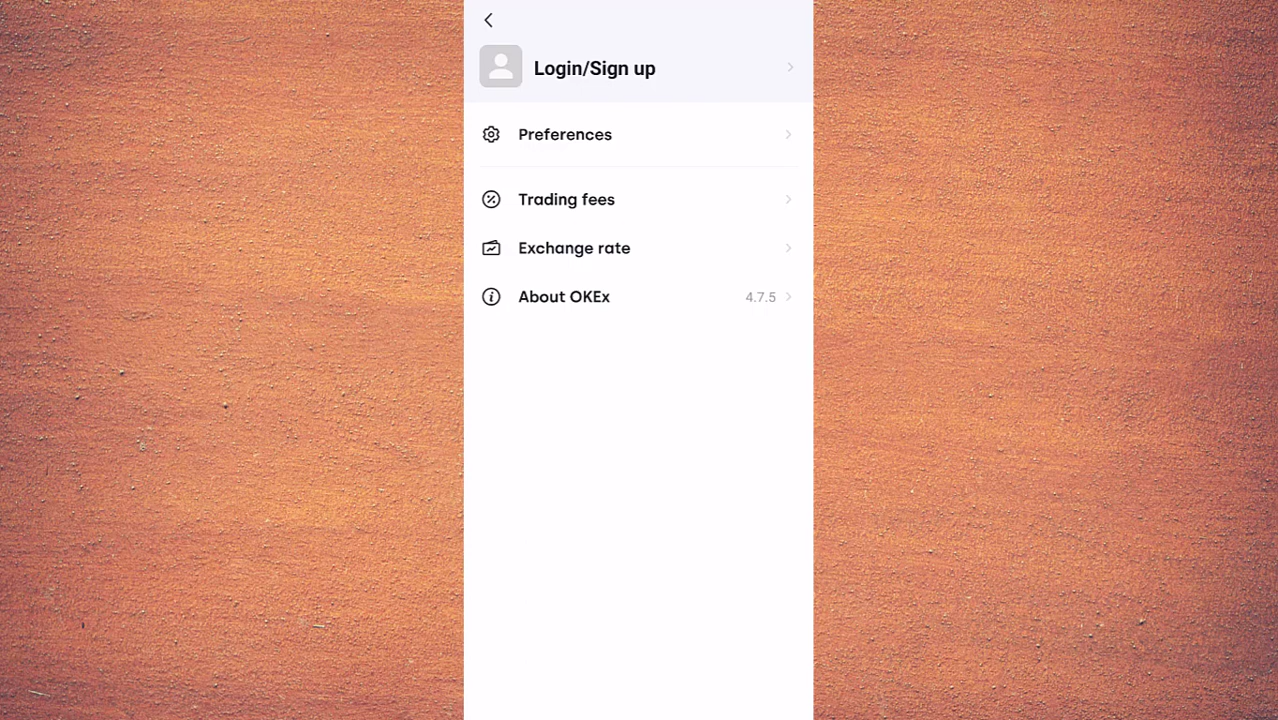 Login/Sign up
Preferences
Trading fees
Exchange rate
About OKEx 4.7.5